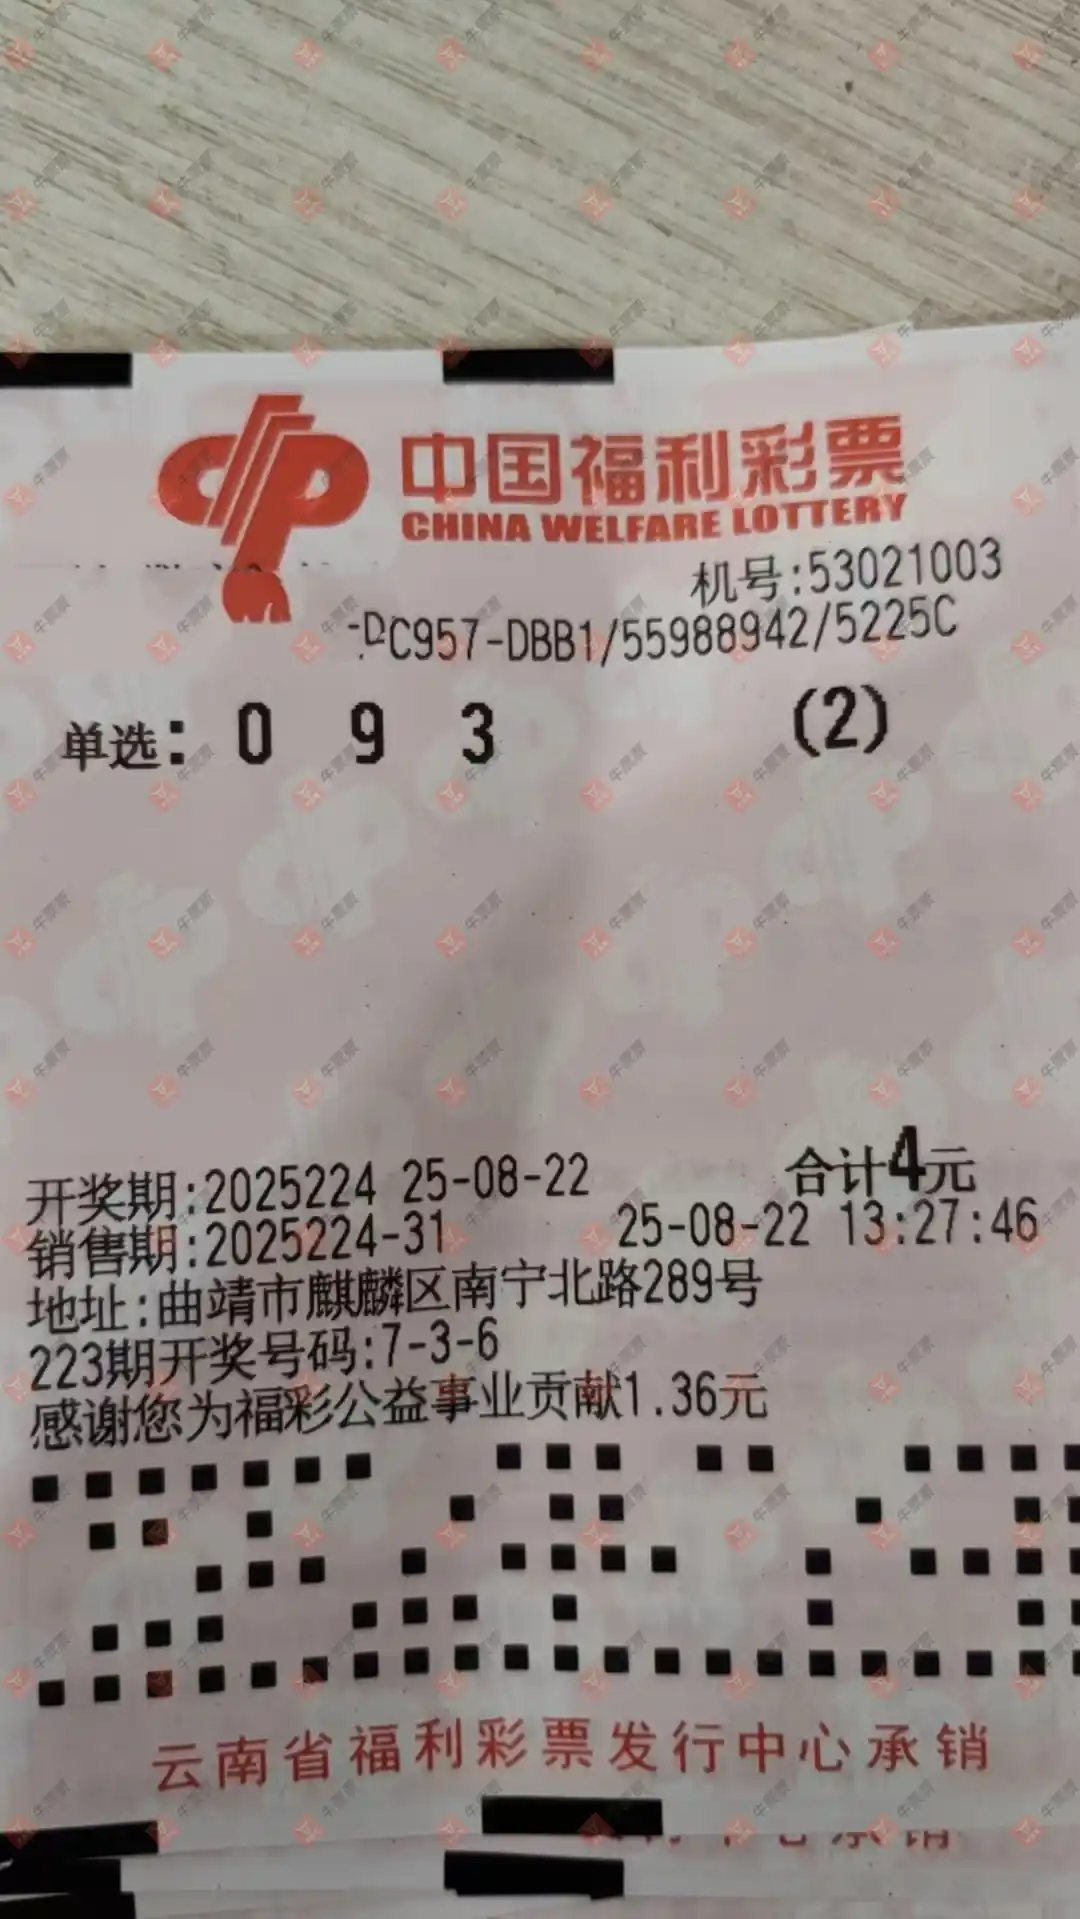 中国福利彩票
CHINA WELFARE LOTTERY
机号:53021003
C957-DBB1/55988942/5225C
单选: 0 9 3 (2)
开奖期:2025224 25-08-22 合计4元
销售期:2025224-31 25-08-22 13:27:46
地址:曲靖市麒麟区南宁北路289号
223期开奖号码:7-3-6
感谢您为福彩公益事业贡献1.36元
云南省福利彩票发行中心承销